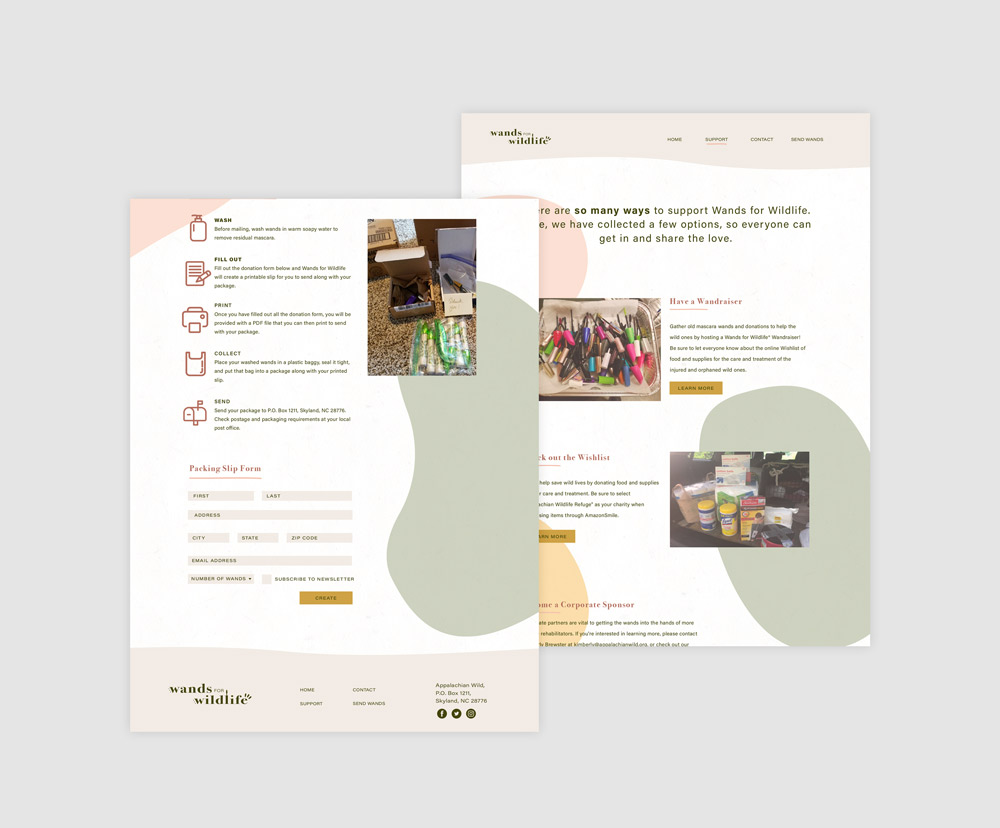 WASH
Before mailing, wash wands in warm soapy water to
remove residual mascara.
FILL OUT
Fill out the donation form below and Wands for Wildlife
will create a printable slip for you to send along with your
package.
PRINT
Once you have filled out all the donation form, you will be
provided with a PDF file that you can then print to send
with your package.
COLLECT
Place your washed wands in a plastic baggy, seal it tight,
and put that bag into a package along with your printed
slip.
SEND
Send your package to P.O. Box 1211, Skyland, NC 28776.
Check postage and packaging requirements at your local
post office.
Packing Slip Form
FIRST LAST
ADDRESS
CITY STATE ZIP CODE
EMAIL ADDRESS
NUMBER OF WANDS SUBSCRIBE TO NEWSLETTER
CREATE
wands FOR
wildlife
HOME CONTACT
SUPPORT SEND WANDS
Appalachian Wild,
P.O. Box 1211,
Skyland, NC 28776
wands FOR
wildlife
HOME SUPPORT CONTACT SEND WANDS
ere are so many ways to support Wands for Wildlife.
e, we have collected a few options, so everyone can
get in and share the love.
Have a Wandraiser
Gather old mascara wands and donations to help the
wild ones by hosting a Wands for Wildlife® Wandraiser!
Be sure to let everyone know about the online Wishlist of
food and supplies for the care and treatment of the
injured and orphaned wild ones.
LEARN MORE
ck out the Wishlist
help save wild lives by donating food and supplies
r care and treatment. Be sure to select
lachian Wildlife Refuge" as your charity when
sing items through AmazonSmile.
ARN MORE
ome a Corporate Sponsor
ate partners are vital to getting the wands into the hands of more
rehabilitators. If you're interested in learning more, please contact
ly Brewster at kimberly@appalachianwild.org, or check out our